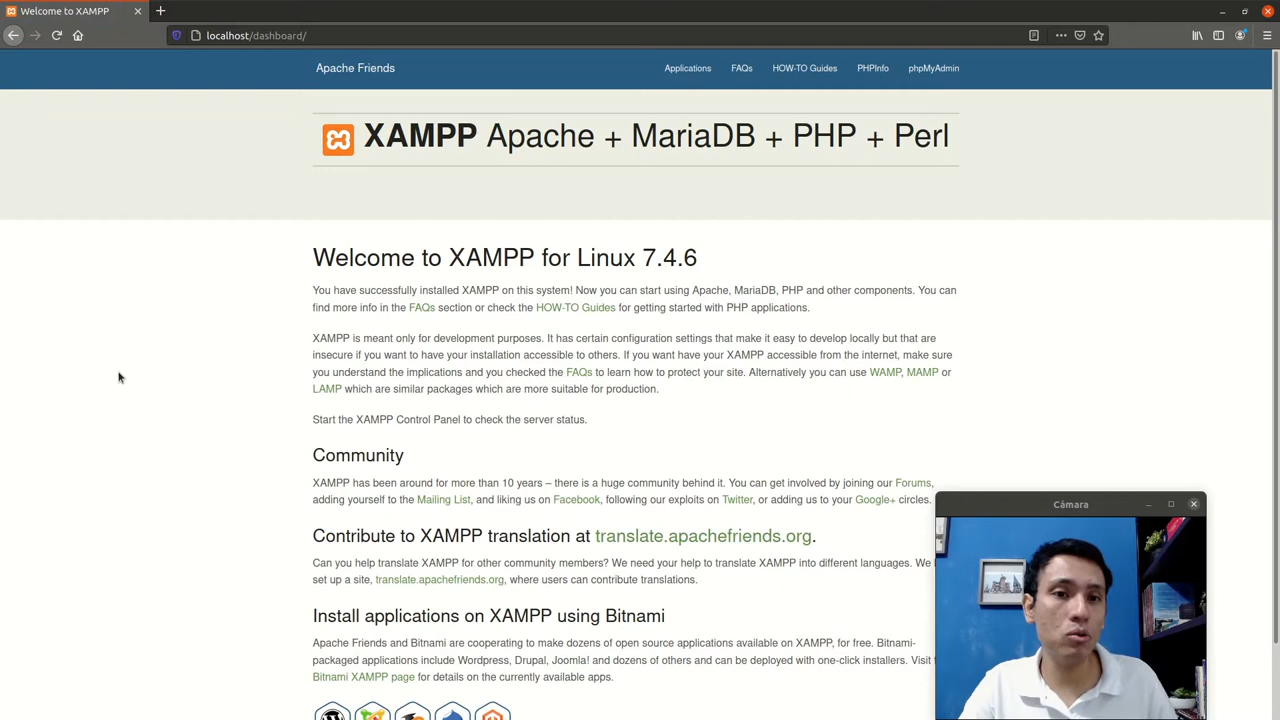 Welcome to XAMPP
localhost/dashboard/
Apache Friends
Applications FAQs HOW-TO Guides PHPInfo phpMyAdmin
XAMPP Apache + MariaDB + PHP + Perl
Welcome to XAMPP for Linux 7.4.6
You have successfully installed XAMPP on this system! Now you can start using Apache, MariaDB, PHP and other components. You can
find more info in the FAQs section or check the HOW-TO Guides for getting started with PHP applications.
XAMPP is meant only for development purposes. It has certain configuration settings that make it easy to develop locally but that are
insecure if you want to have your installation accessible to others. If you want have your XAMPP accessible from the internet, make sure
you understand the implications and you checked the FAQs to learn how to protect your site. Alternatively you can use WAMP, MAMP or
LAMP which are similar packages which are more suitable for production.
Start the XAMPP Control Panel to check the server status.
Community
XAMPP has been around for more than 10 years – there is a huge community behind it. You can get involved by joining our Forums,
adding yourself to the Mailing List, and liking us on Facebook, following our exploits on Twitter, or adding us to your Google+ circles.
Cámara
Contribute to XAMPP translation at translate.apachefriends.org.
Can you help translate XAMPP for other community members? We need your help to translate XAMPP into different languages. We
set up a site, translate.apachefriends.org, where users can contribute translations.
Install applications on XAMPP using Bitnami
Apache Friends and Bitnami are cooperating to make dozens of open source applications available on XAMPP, for free. Bitnami-
packaged applications include Wordpress, Drupal, Joomla! and dozens of others and can be deployed with one-click installers. Visit
Bitnami XAMPP page for details on the currently available apps.